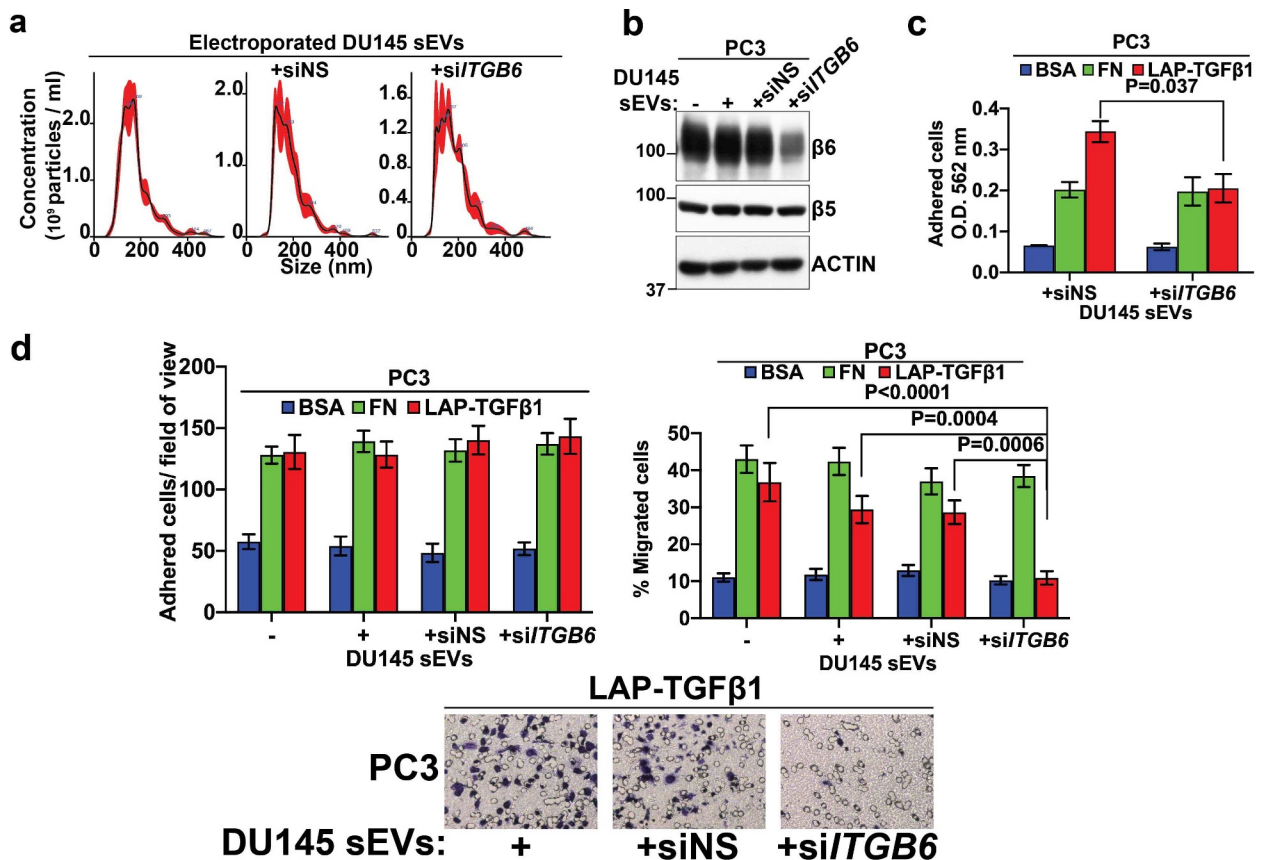 a
Electroporated DU145 sEVs
+siNS
+siITGB6
Concentration
(10⁹ particles / ml)
2.0
1.0
0
2.0
1.0
0
1.6
1.2
0.8
0.4
0
0 200 400
0 200 400
0 200 400
Size (nm)
b
PC3
DU145
sEVs:
- + +siNS +siITGB6
100
β6
100
β5
ACTIN
37
c
PC3
BSA FN LAP-TGFβ1
P=0.037
Adhered cells
O.D. 562 nm
0.4
0.3
0.2
0.1
0.0
+siNS +siITGB6
DU145 sEVs
d
PC3
BSA FN LAP-TGFβ1
Adhered cells/ field of view
200
150
100
50
0
- + +siNS +siITGB6
DU145 sEVs
PC3
BSA FN LAP-TGFβ1
P<0.0001
P=0.0004
P=0.0006
% Migrated cells
50
40
30
20
10
0
- + +siNS +siITGB6
DU145 sEVs
LAP-TGFβ1
PC3
DU145 sEVs: + +siNS +siITGB6